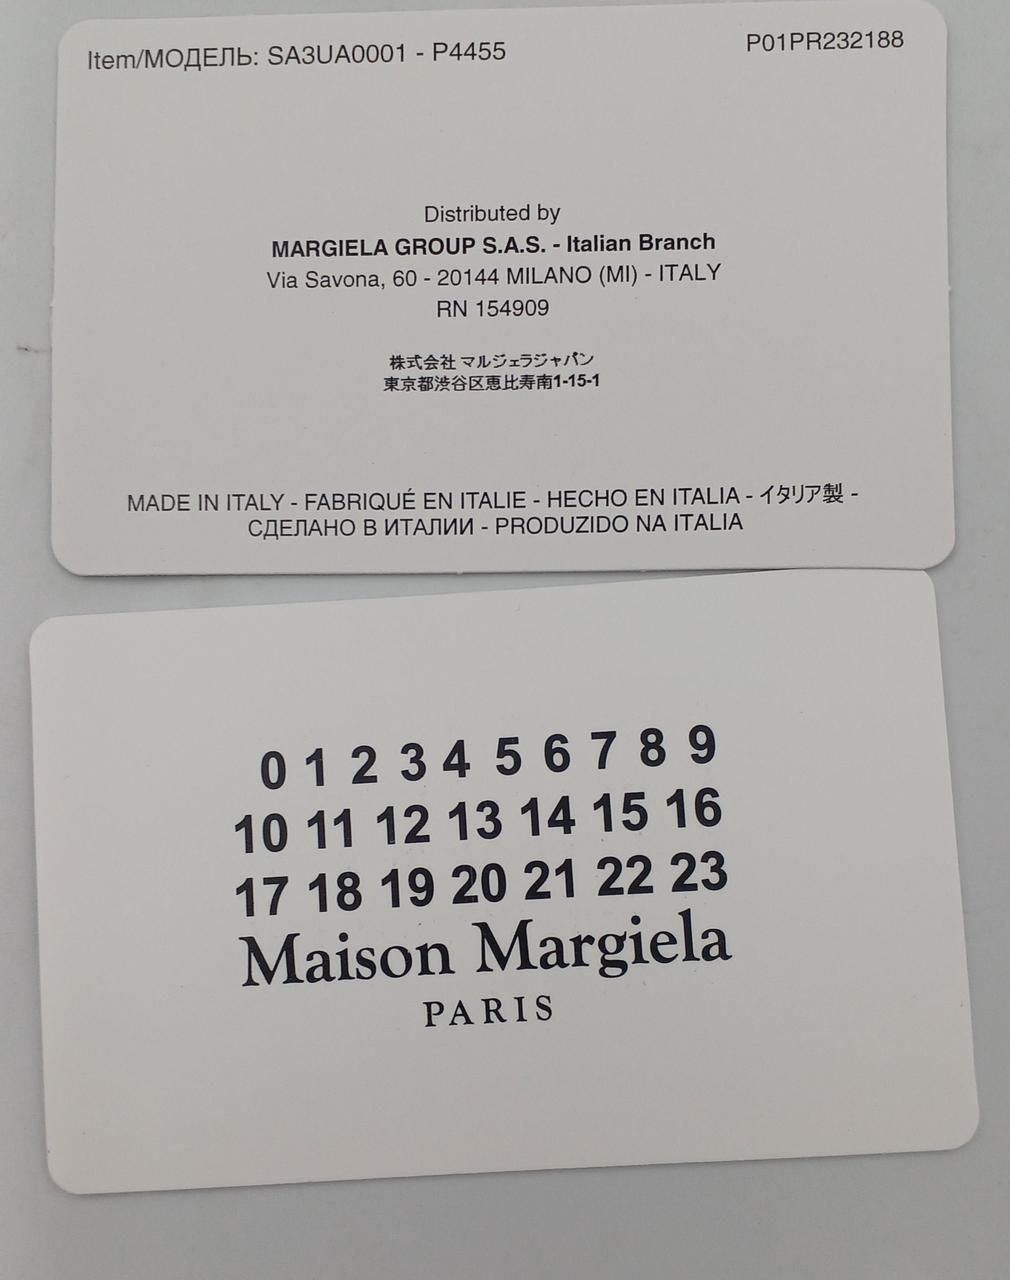 Item/МОДЕЛЬ: SA3UA0001 - P4455
P01PR232188
Distributed by
MARGIELA GROUP S.A.S. - Italian Branch
Via Savona, 60 - 20144 MILANO (MI) - ITALY
RN 154909
株式会社 マルジェラジャパン
東京都渋谷区恵比寿南1-15-1
MADE IN ITALY - FABRIQUÉ EN ITALIE - HECHO EN ITALIA - イタリア製 -
СДЕЛАНО В ИТАЛИИ - PRODUZIDO NA ITALIA
0 1 2 3 4 5 6 7 8 9
10 11 12 13 14 15 16
17 18 19 20 21 22 23
Maison Margiela
PARIS